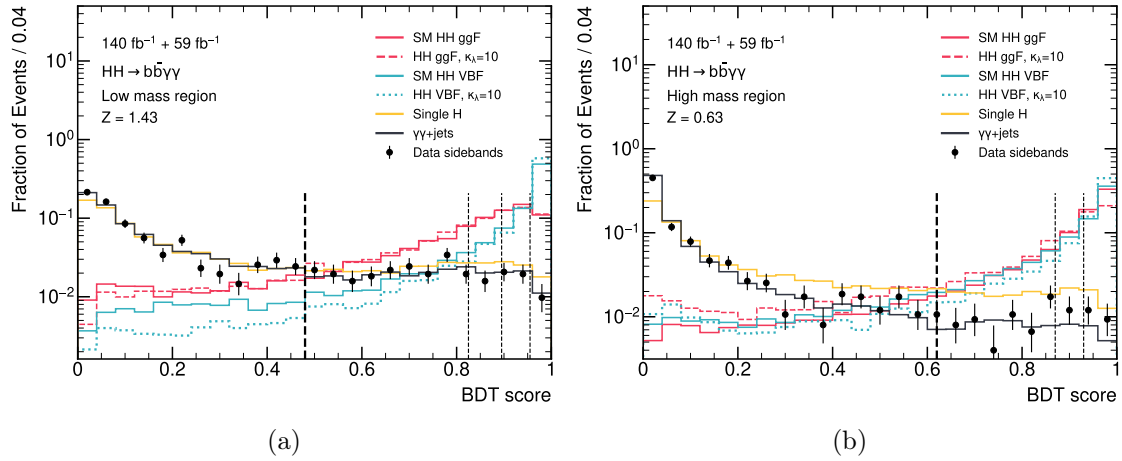 Fraction of Events / 0.04
140 fb⁻¹ + 59 fb⁻¹
HH → bb̄γγ
Low mass region
Z = 1.43
SM HH ggF
HH ggF, κλ=10
SM HH VBF
HH VBF, κλ=10
Single H
γγ+jets
Data sidebands
10¹
10⁰
10⁻¹
10⁻²
0 0.2 0.4 0.6 0.8 1
BDT score
(a)
Fraction of Events / 0.04
140 fb⁻¹ + 59 fb⁻¹
HH → bb̄γγ
High mass region
Z = 0.63
SM HH ggF
HH ggF, κλ=10
SM HH VBF
HH VBF, κλ=10
Single H
γγ+jets
Data sidebands
10¹
10⁰
10⁻¹
10⁻²
0 0.2 0.4 0.6 0.8 1
BDT score
(b)